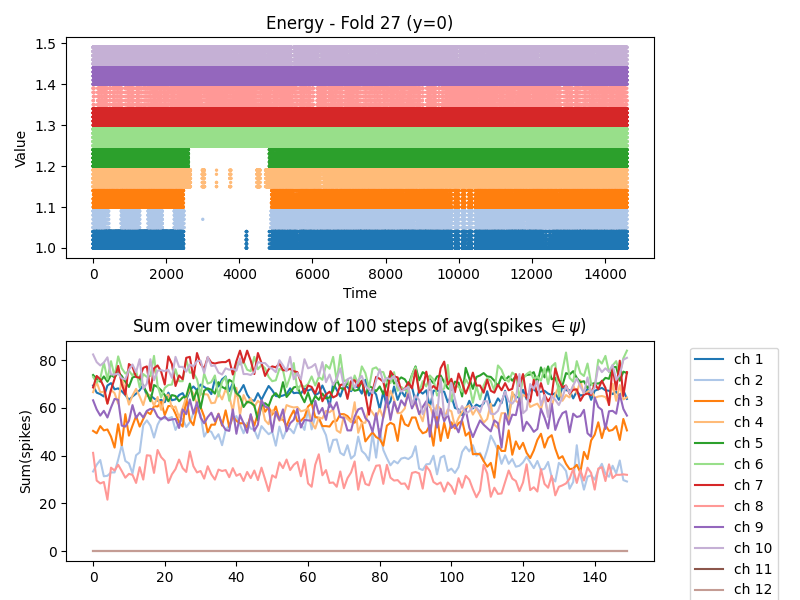 Energy - Fold 27 (y=0)
1.5
1.4
1.3
1.2
1.1
1.0
Value
0 2000 4000 6000 8000 10000 12000 14000
Time
Sum over timewindow of 100 steps of avg(spikes ∈ ψ)
80
60
40
20
0
Sum(spikes)
0 20 40 60 80 100 120 140
ch 1
ch 2
ch 3
ch 4
ch 5
ch 6
ch 7
ch 8
ch 9
ch 10
ch 11
ch 12